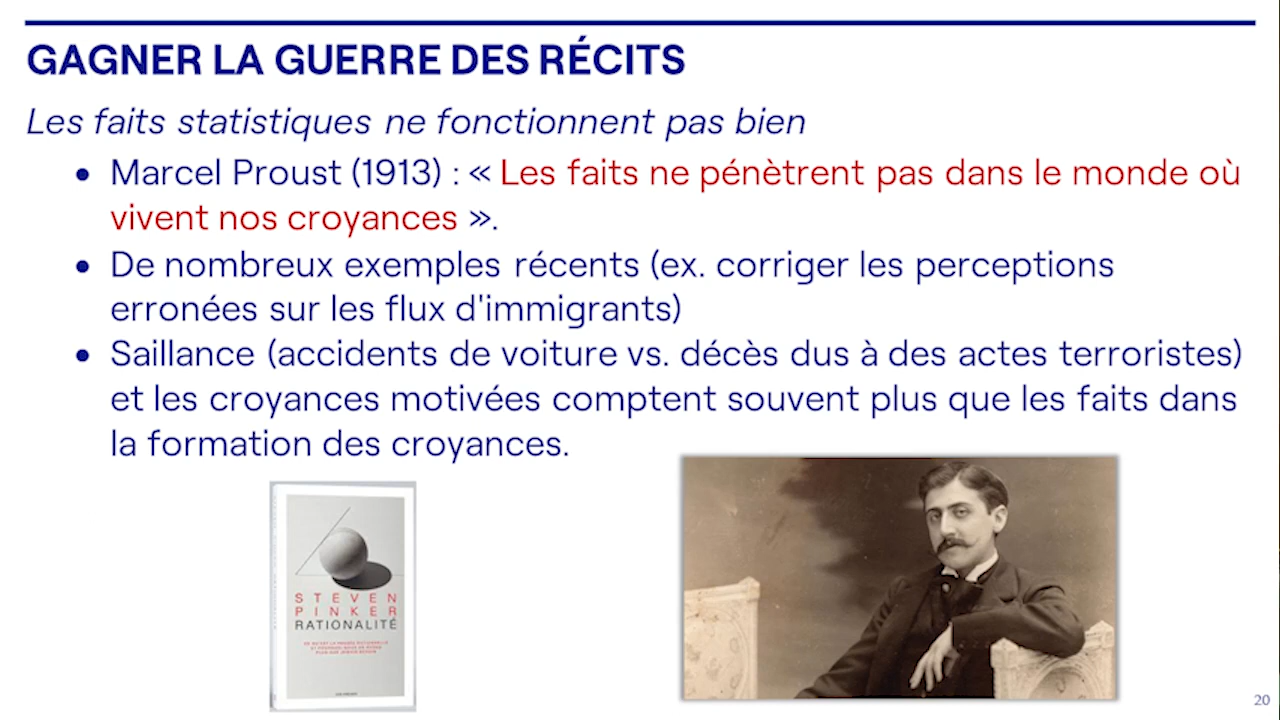 GAGNER LA GUERRE DES RÉCITS
Les faits statistiques ne fonctionnent pas bien
• Marcel Proust (1913) : « Les faits ne pénètrent pas dans le monde où
vivent nos croyances ».
• De nombreux exemples récents (ex. corriger les perceptions
erronées sur les flux d'immigrants)
• Saillance (accidents de voiture vs. décès dus à des actes terroristes)
et les croyances motivées comptent souvent plus que les faits dans
la formation des croyances.
STEVEN
PINKER
RATIONALITÉ
20